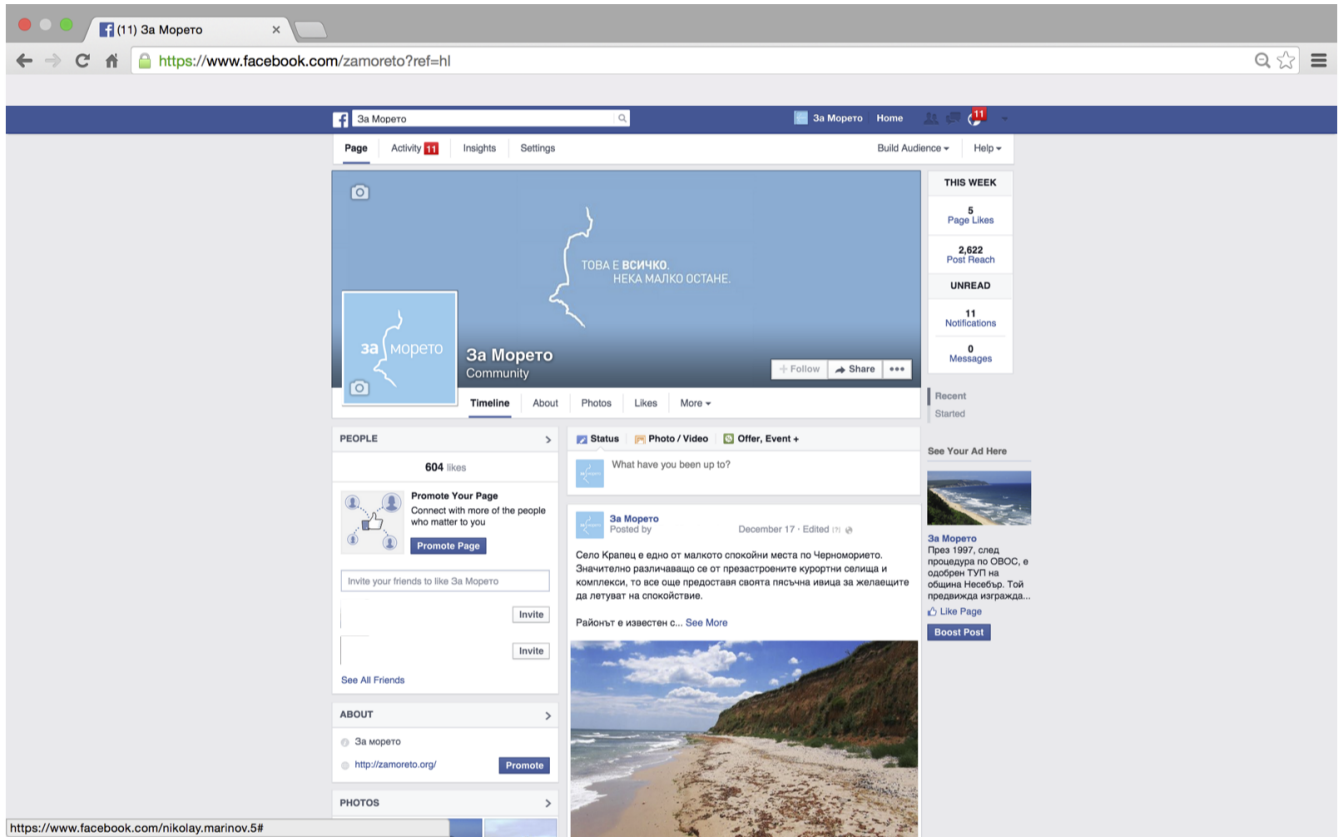 (11) За Морето
https://www.facebook.com/zamoreto?ref=hl
За Морето
За Морето
Home
11
Page
Activity 11
Insights
Settings
Build Audience
Help
ТОВА Е ВСИЧКО.
НЕКА МАЛКО ОСТАНЕ.
за морето
За Морето
Community
+ Follow
Share
Timeline
About
Photos
Likes
More
THIS WEEK
5
Page Likes
2,622
Post Reach
UNREAD
11
Notifications
0
Messages
Recent
Started
PEOPLE
604 likes
Promote Your Page
Connect with more of the people
who matter to you
Promote Page
Invite your friends to like За Морето
Invite
Invite
See All Friends
ABOUT
За морето
http://zamoreto.org/
Promote
PHOTOS
Status
Photo / Video
Offer, Event +
What have you been up to?
За Морето
Posted by
December 17 · Edited (?)
Село Крапец е едно от малкото спокойни места по Черноморието.
Значително различаващо се от презастроените курортни селища и
комплекси, то все още предоставя своята пясъчна ивица за желаещите
да летуват на спокойствие.
Районът е известен с... See More
See Your Ad Here
За Морето
През 1997, след
процедура по ОВОС, е
одобрен ТУП на
община Несебър. Той
предвижда изгражда...
Like Page
Boost Post
https://www.facebook.com/nikolay.marinov.5#